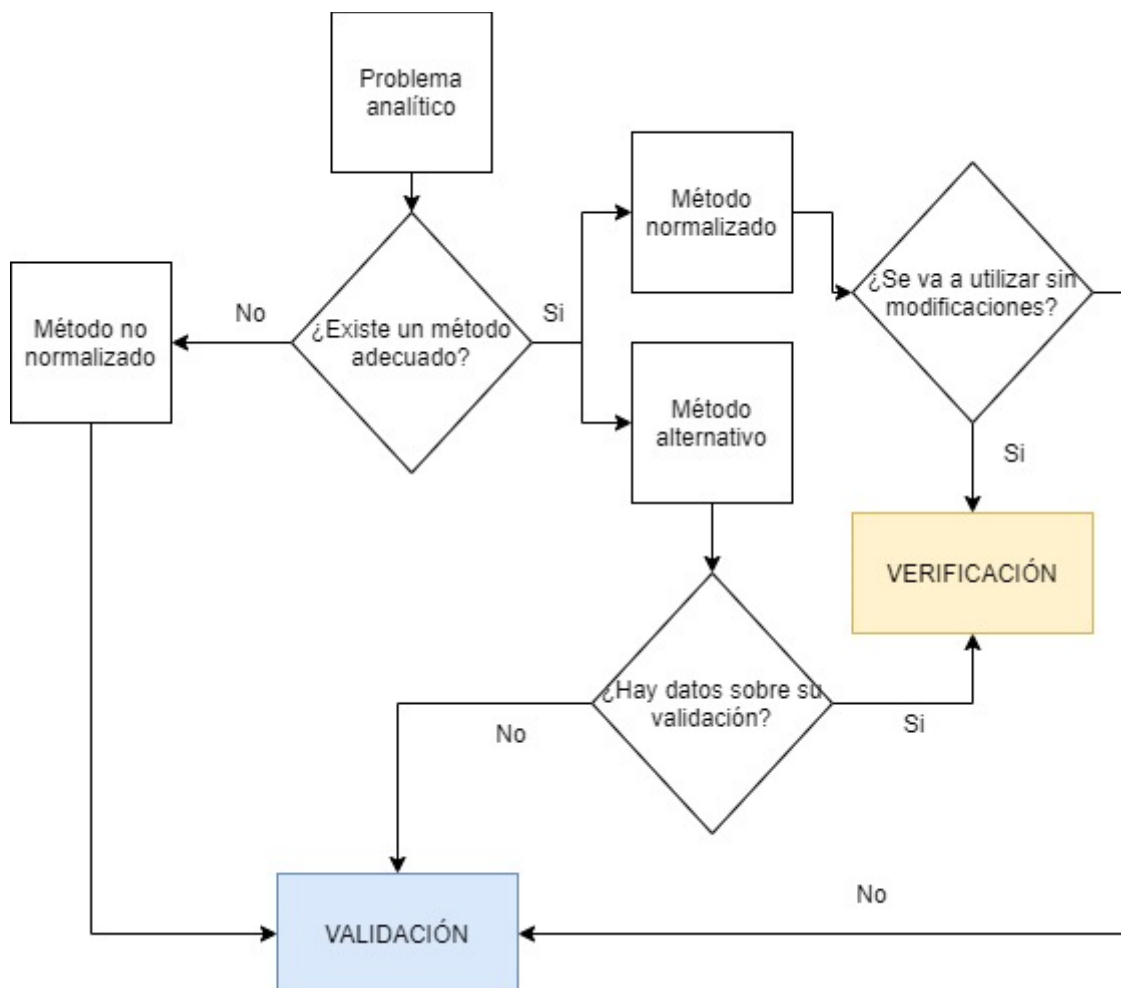 Problema
analítico
Método
normalizado
¿Se va a utilizar sin
modificaciones?
Método no
normalizado
No
¿Existe un método
adecuado?
Si
Método
alternativo
Si
VERIFICACIÓN
¿Hay datos sobre su
validación?
No
Si
No
VALIDACIÓN